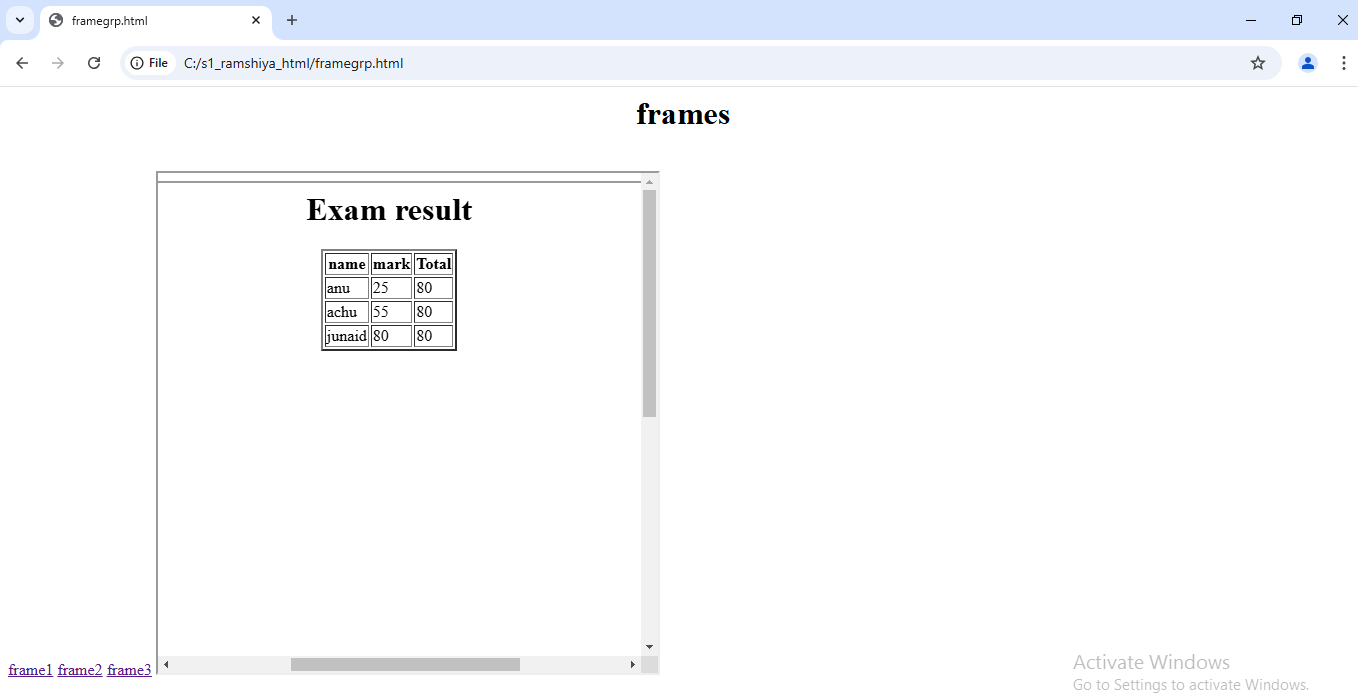 framegrp.html
File C:/s1_ramshiya_html/framegrp.html
frames
Exam result
name mark Total
anu 25 80
achu 55 80
junaid 80 80
frame1 frame2 frame3
Activate Windows
Go to Settings to activate Windows.